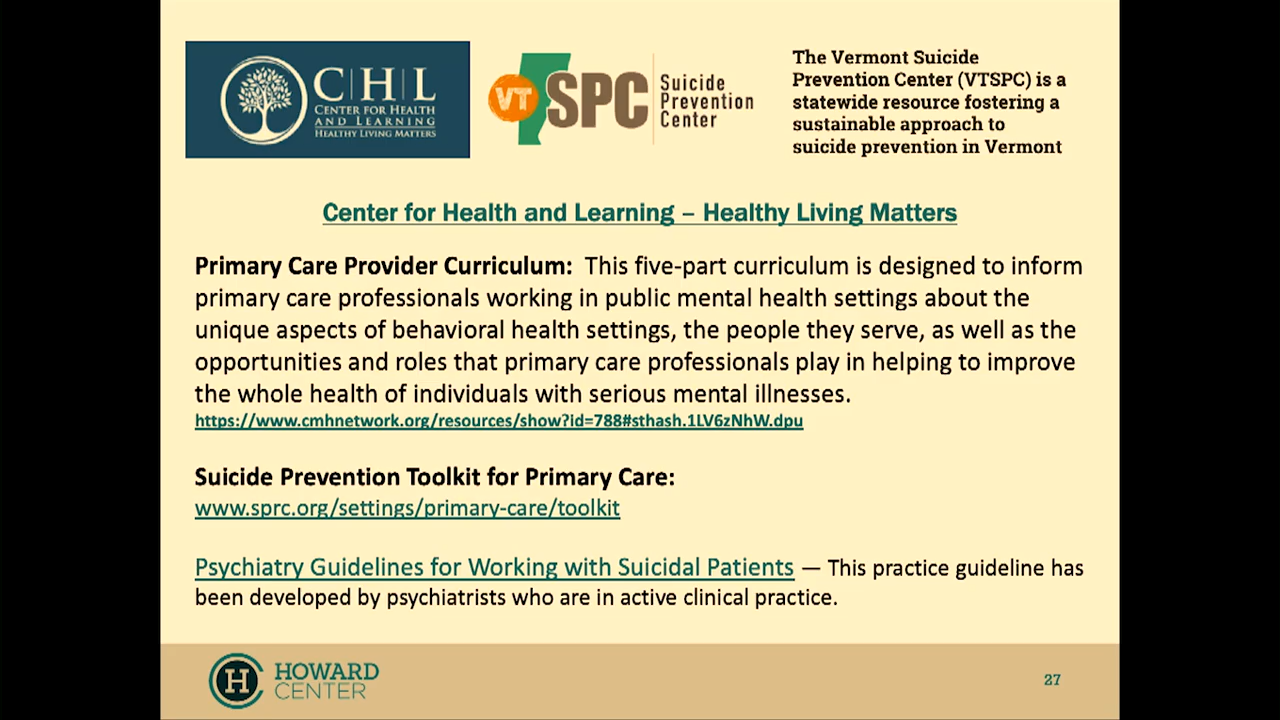 C|H|L
CENTER FOR HEALTH
AND LEARNING
HEALTHY LIVING MATTERS
VT SPC
Suicide
Prevention
Center
The Vermont Suicide
Prevention Center (VTSPC) is a
statewide resource fostering a
sustainable approach to
suicide prevention in Vermont
Center for Health and Learning – Healthy Living Matters
Primary Care Provider Curriculum: This five-part curriculum is designed to inform
primary care professionals working in public mental health settings about the
unique aspects of behavioral health settings, the people they serve, as well as the
opportunities and roles that primary care professionals play in helping to improve
the whole health of individuals with serious mental illnesses.
https://www.cmhnetwork.org/resources/show?id=788#sthash.1LV6zNhW.dpu
Suicide Prevention Toolkit for Primary Care:
www.sprc.org/settings/primary-care/toolkit
Psychiatry Guidelines for Working with Suicidal Patients — This practice guideline has
been developed by psychiatrists who are in active clinical practice.
H HOWARD
CENTER
27